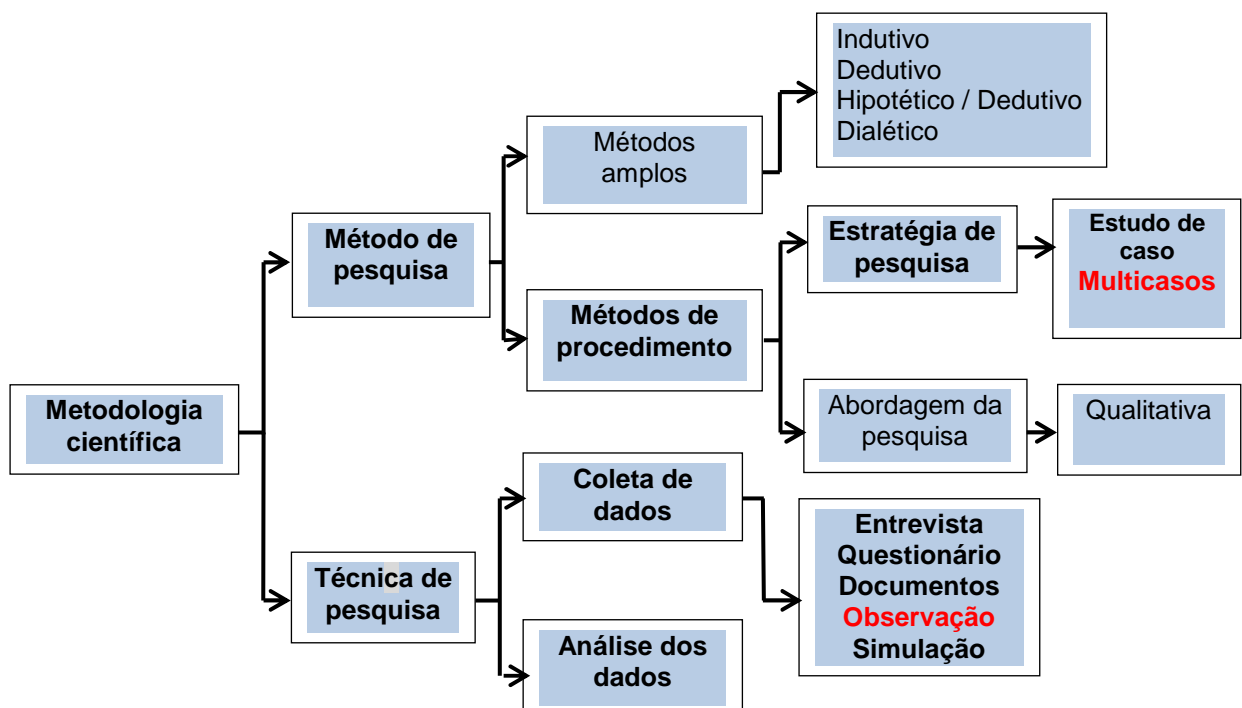 Metodologia
científica
Método de
pesquisa
Métodos
amplos
Indutivo
Dedutivo
Hipotético / Dedutivo
Dialético
Métodos de
procedimento
Estratégia de
pesquisa
Estudo de
caso
Multicasos
Abordagem da
pesquisa
Qualitativa
Técnica de
pesquisa
Coleta de
dados
Entrevista
Questionário
Documentos
Observação
Simulação
Análise dos
dados